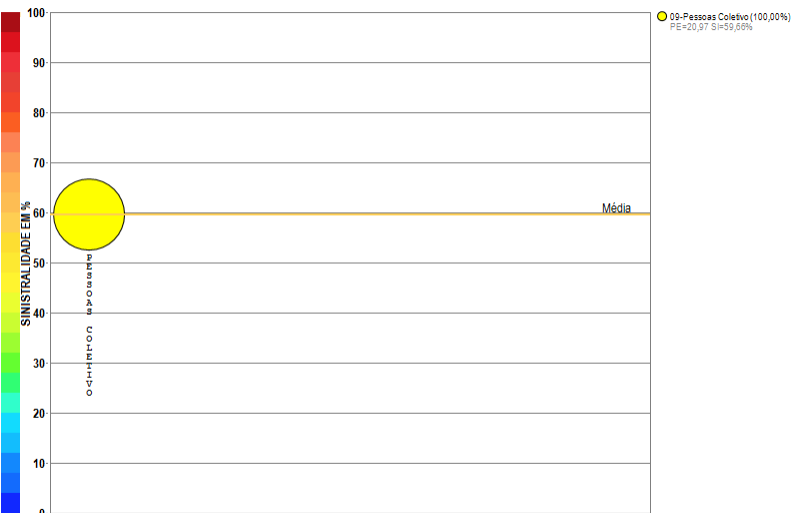 100
90
80
70
60
50
40
30
20
10
0
SINISTRALIDADE EM %
Média
PESSOAS COLETIVO
09-Pessoas Coletivo (100,00%)
PE=20,97 SI=59,66%